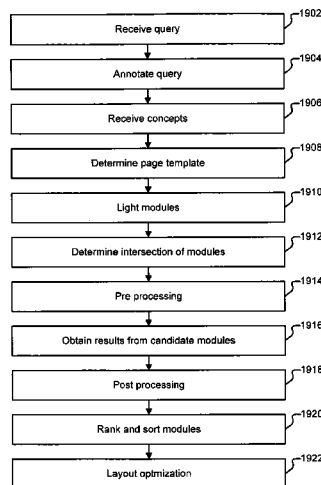 Receive query
1902
Annotate query
1904
Receive concepts
1906
Determine page template
1908
Light modules
1910
Determine intersection of modules
1912
Pre processing
1914
Obtain results from candidate modules
1916
Post processing
1918
Rank and sort modules
1920
Layout optmization
1922